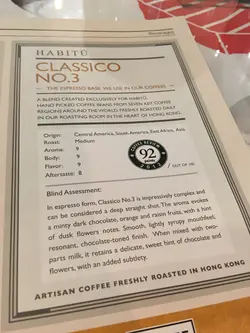 Beverages
HABITŪ
CLASSICO
NO.3
THE ESPRESSO BASE WE USE IN OUR COFFEES
A BLEND CREATED EXCLUSIVELY FOR HABITŪ.
HAND PICKED COFFEE BEANS FROM SEVEN KEY COFFEE
REGIONS AROUND THE WORLD, FRESHLY ROASTED DAILY
IN OUR ROASTING ROOM IN THE HEART OF HONG KONG.
Origin: Central America, South America, East Africa, Asia
Roast: Medium
Aroma: 9
Body: 9
Flavor: 9
Aftertaste: 8
COFFEE REVIEW
92
2013
/ OUT OF 100
Blind Assessment:
In espresso form, Classico No.3 is impressively complex and
can be considered a deep straight shot. The aroma evokes
a minty dark chocolate, orange and raisin fruits, with a hint
of dusk flowers notes. Smooth, lightly syrupy mouthfeel;
resonant, chocolate-toned finish. When mixed with two-
parts milk, it retains a delicate, sweet hint of chocolate and
flowers, with an added subtlety.
ARTISAN COFFEE FRESHLY ROASTED IN HONG KONG